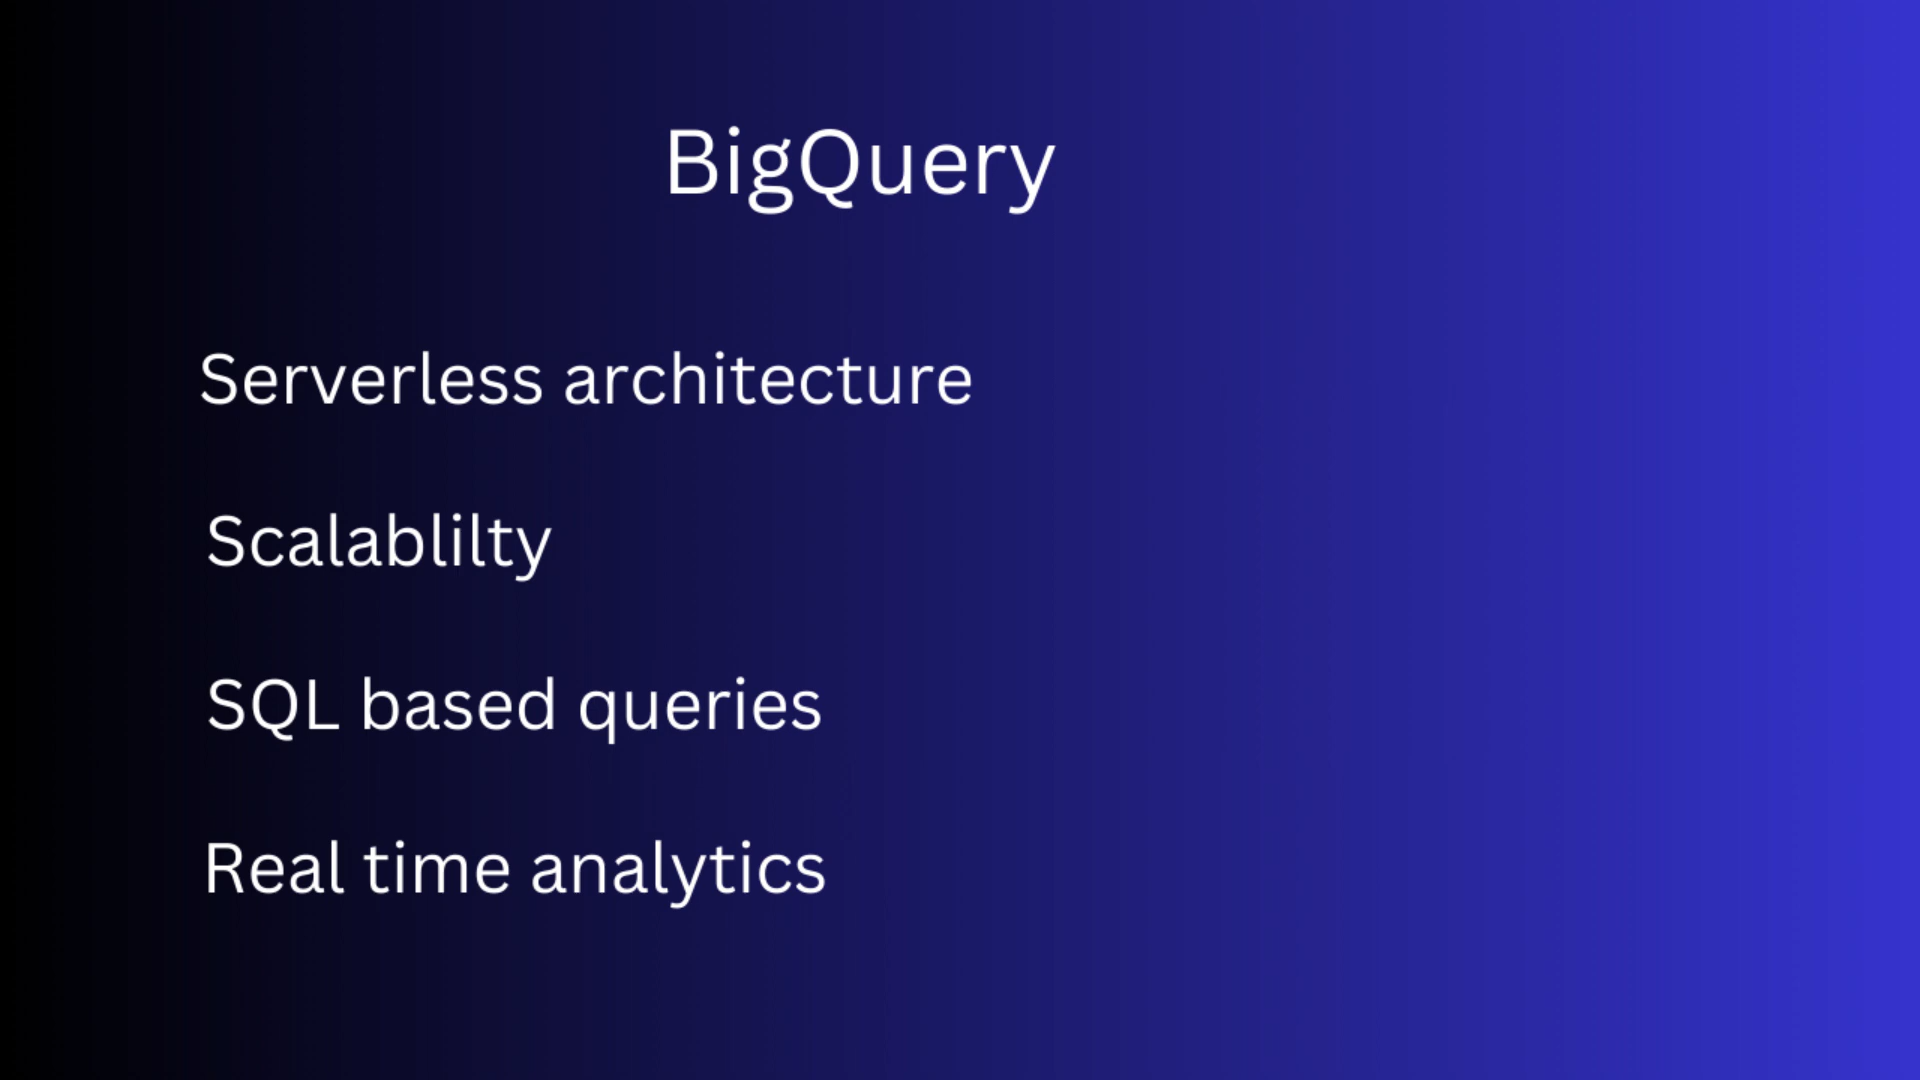 BigQuery
Serverless architecture
Scalablilty
SQL based queries
Real time analytics